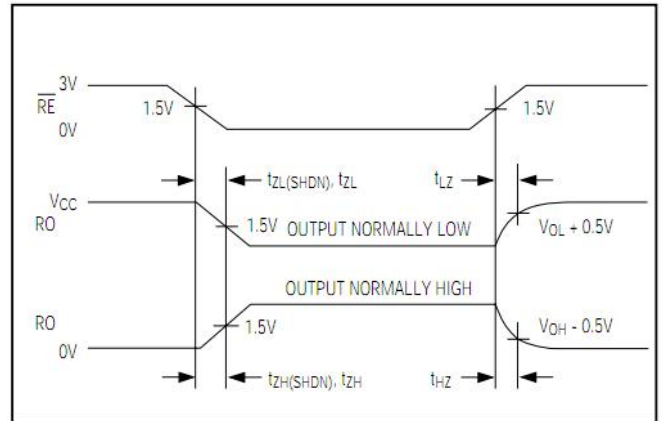 3V
RE
1.5V
1.5V
0V
tZL(SHDN), tZL
tLZ
VCC
RO
1.5V
OUTPUT NORMALLY LOW
VOL + 0.5V
OUTPUT NORMALLY HIGH
RO
1.5V
VOH - 0.5V
0V
tZH(SHDN), tZH
tHZ